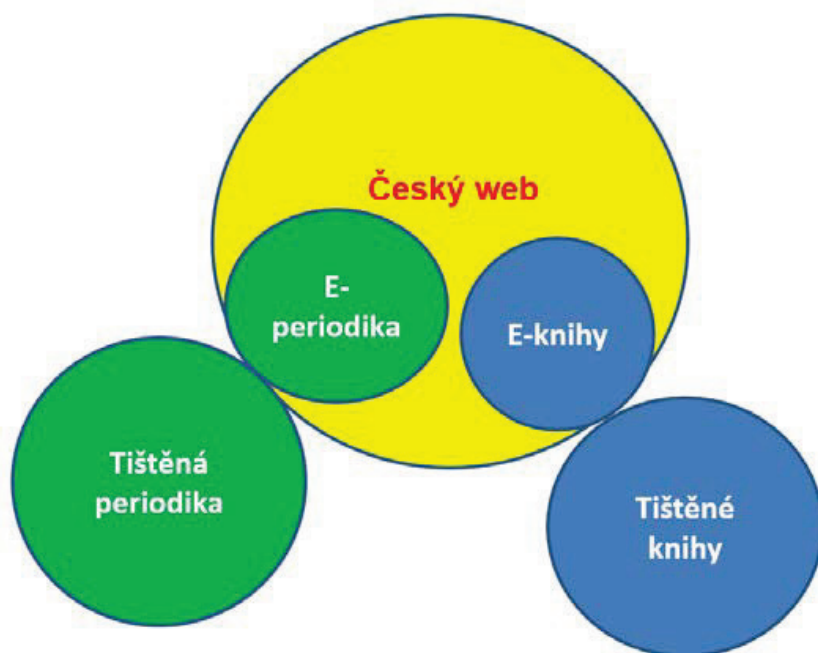 Český web
E-
periodika
E-knihy
Tištěná
periodika
Tištěné
knihy